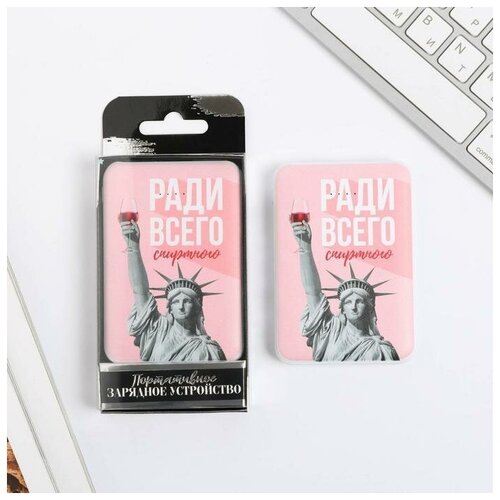 РАДИ
ВСЕГО
спиртного
Портативное
ЗАРЯДНОЕ УСТРОЙСТВО
РАДИ
ВСЕГО
спиртного